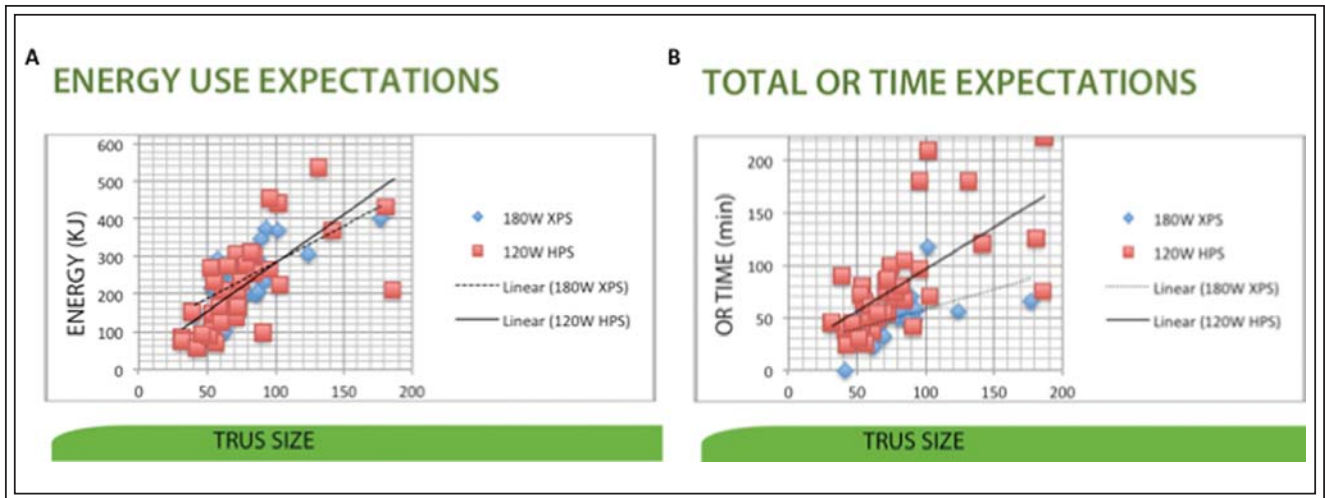 A
ENERGY USE EXPECTATIONS
ENERGY (KJ)
600
500
400
300
200
100
0
0 50 100 150 200
180W XPS
120W HPS
Linear (180W XPS)
Linear (120W HPS)
TRUS SIZE
B
TOTAL OR TIME EXPECTATIONS
OR TIME (min)
200
150
100
50
0
0 50 100 150 200
180W XPS
120W HPS
Linear (180W XPS)
Linear (120W HPS)
TRUS SIZE